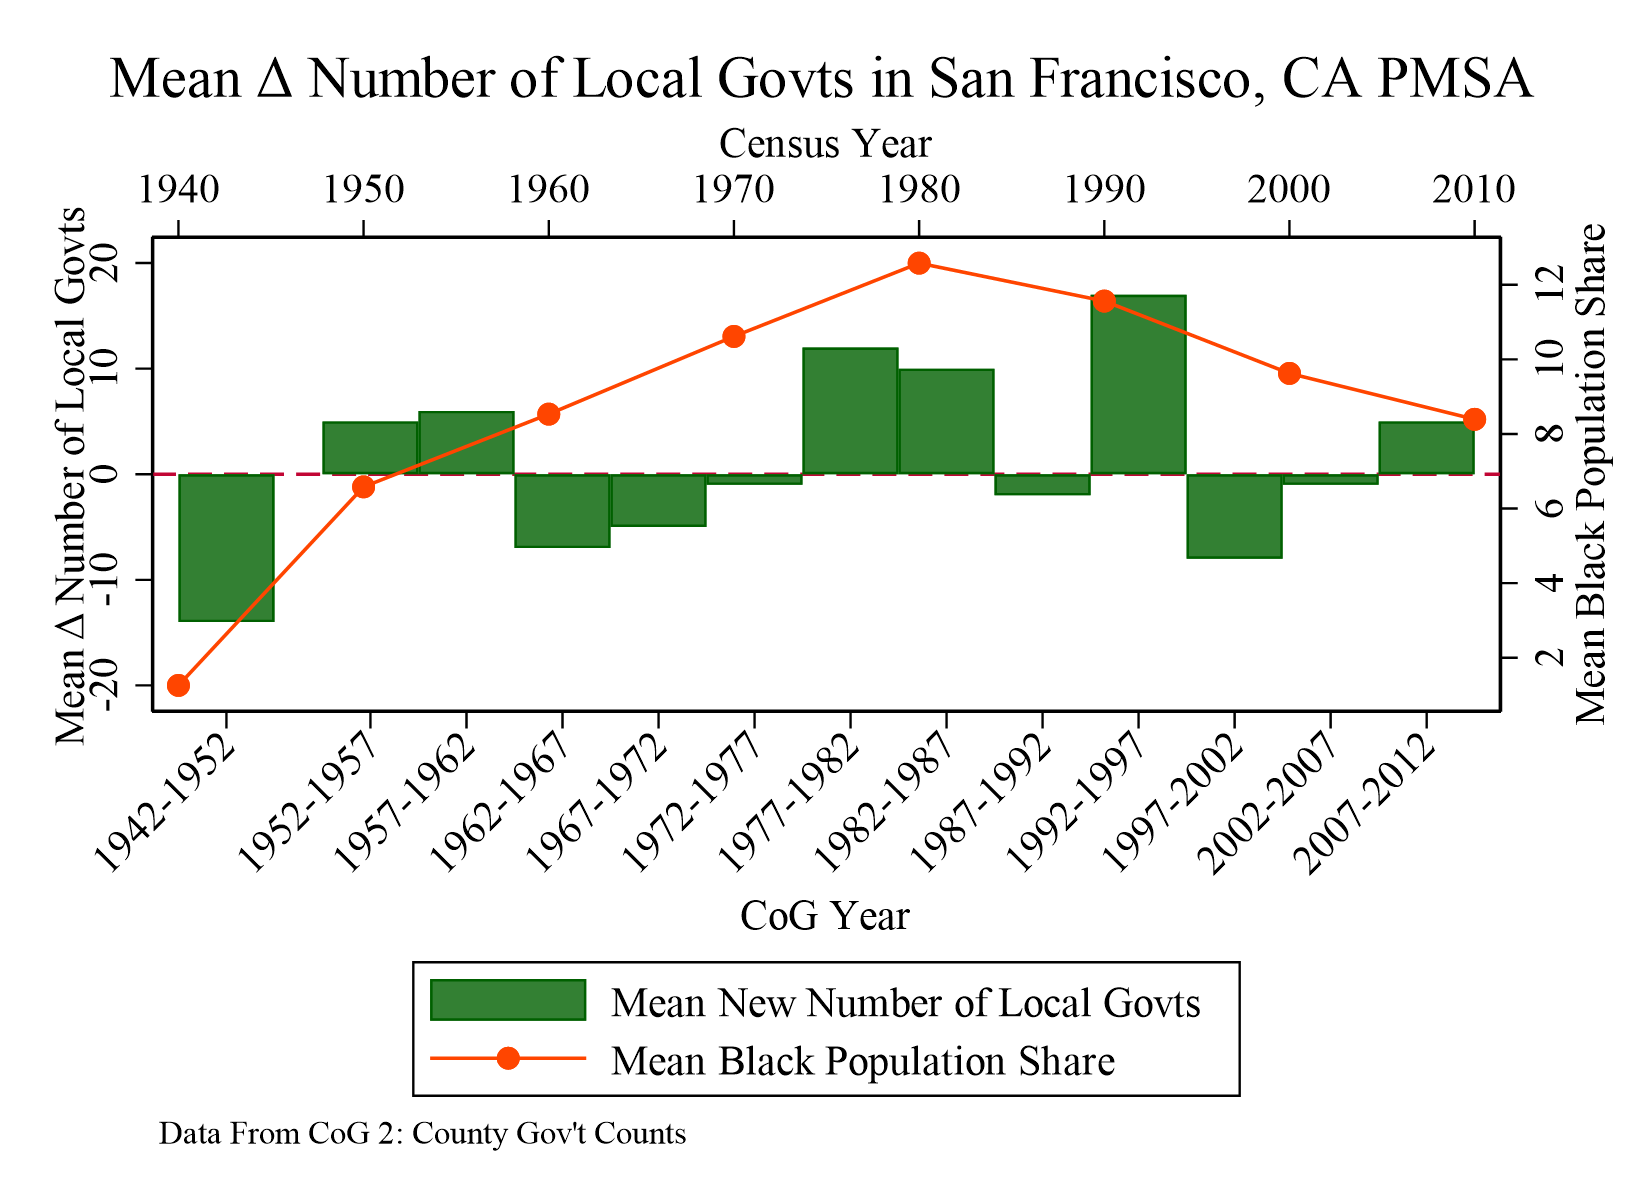 Mean Δ Number of Local Govts in San Francisco, CA PMSA
Census Year
1940 1950 1960 1970 1980 1990 2000 2010
Mean Δ Number of Local Govts
20
10
0
-10
-20
12
10
8
6
4
2
Mean Black Population Share
1942-1952 1952-1957 1957-1962 1962-1967 1967-1972 1972-1977 1977-1982 1982-1987 1987-1992 1992-1997 1997-2002 2002-2007 2007-2012
CoG Year
Mean New Number of Local Govts
Mean Black Population Share
Data From CoG 2: County Gov't Counts